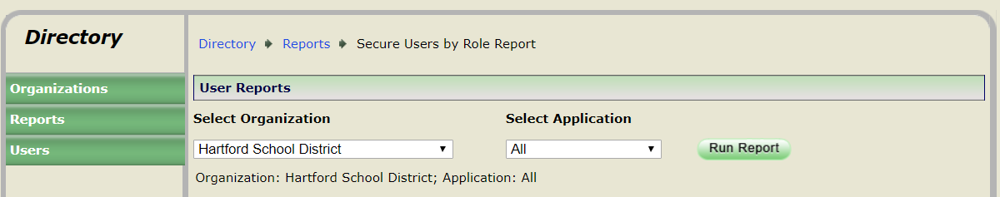 Directory
Directory Reports Secure Users by Role Report
Organizations
Reports
Users
User Reports
Select Organization Select Application
Hartford School District All Run Report
Organization: Hartford School District; Application: All